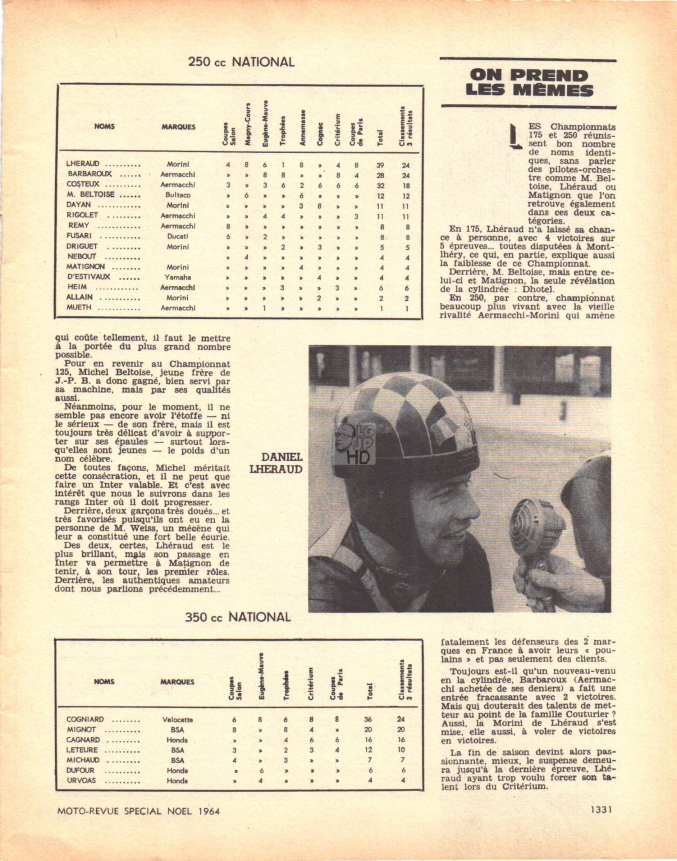 250 cc NATIONAL
NOMS MARQUES Coupes Salon Magny-Cours Eugène-Mauve Trophées Annemasse Cognac Critérium Coupes de Paris Total Classements 3 résultats
LHERAUD .......... Morini 4 8 6 1 8 » 4 8 39 24
BARBAROUX ...... Aermacchi » » 8 8 » » 8 4 28 24
COSTEUX .......... Aermacchi 3 » 3 6 2 6 6 6 32 18
M. BELTOISE ...... Bultaco » 6 » » 6 » » » 12 12
DAYAN ............ Morini » » » » 3 8 » » 11 11
RIGOLET .......... Aermacchi » » 4 4 » » » 3 11 11
REMY ............ Aermacchi 8 » » » » » » » 8 8
FUSARI .......... Ducati 6 » 2 » » » » » 8 8
DRIGUET .......... Morini » » » 2 » 3 » » 5 5
NEBOUT .......... » 4 » » » » » » 4 4
MATIGNON ........ Morini » » » » 4 » » » 4 4
D'ESTIVAUX ...... Yamaha » » » » » 4 » » 4 4
HEIM ............ Aermacchi » » » 3 » » 3 » 6 6
ALLAIN .......... Morini » » » » » 2 » » 2 2
MUETH .......... Aermacchi » » 1 » » » » » 1 1
ON PREND
LES MÊMES
LES Championnats
175 et 250 réunis-
sent bon nombre
de noms identi-
ques, sans parler
des pilotes-orches-
tre comme M. Bel-
toise, Lhéraud ou
Matignon que l'on
retrouve également
dans ces deux ca-
tégories.
En 175, Lhéraud n'a laissé sa chan-
ce à personne, avec 4 victoires sur
5 épreuves... toutes disputées à Mont-
lhéry, ce qui, en partie, explique aussi
la faiblesse de ce Championnat.
Derrière, M. Beltoise, mais entre ce-
lui-ci et Matignon, la seule révélation
de la cylindrée : Dhotel.
En 250, par contre, championnat
beaucoup plus vivant avec la vieille
rivalité Aermacchi-Morini qui amène
qui coûte tellement, il faut le mettre
à la portée du plus grand nombre
possible.
Pour en revenir au Championnat
125, Michel Beltoise, jeune frère de
J.-P. B. a donc gagné, bien servi par
sa machine, mais par ses qualités
aussi.
Néanmoins, pour le moment, il ne
semble pas encore avoir l'étoffe — ni
le sérieux — de son frère, mais il est
toujours très délicat d'avoir à suppor-
ter sur ses épaules — surtout lors-
qu'elles sont jeunes — le poids d'un
nom célèbre.
De toutes façons, Michel méritait
cette consécration, et il ne peut que
faire un Inter valable. Et c'est avec
intérêt que nous le suivrons dans les
rangs Inter où il doit progresser.
Derrière, deux garçons très doués... et
très favorisés puisqu'ils ont eu en la
personne de M. Weiss, un mécène qui
leur a constitué une fort belle écurie.
Des deux, certes, Lhéraud est le
plus brillant, mais son passage en
Inter va permettre à Matignon de
tenir, à son tour, les premier rôles.
Derrière, les authentiques amateurs
dont nous parlions précédemment...
DANIEL
LHERAUD
LG
JP
HD
350 cc NATIONAL
NOMS MARQUES Coupes Salon Eugène-Mauve Trophées Critérium Coupes de Paris Total Classements 3 résultats
COGNIARD ........ Velocette 6 8 6 8 8 36 24
MIGNOT .......... BSA 8 » 8 4 » 20 20
CAGNARD .......... Honda » » 4 6 6 16 16
LETEURE .......... BSA 3 » 2 3 4 12 10
MICHAUD .......... BSA 4 » 3 » » 7 7
DUFOUR .......... Honda » 6 » » » 6 6
URVOAS .......... Honda » 4 » » » 4 4
fatalement les défenseurs des 2 mar-
ques en France à avoir leurs « pou-
lains » et pas seulement des clients.
Toujours est-il qu'un nouveau-venu
en la cylindrée, Barbaroux (Aermac-
chi achetée de ses deniers) a fait une
entrée fracassante avec 2 victoires.
Mais qui douterait des talents de met-
teur au point de la famille Couturier ?
Aussi, la Morini de Lhéraud s'est
mise, elle aussi, à voler de victoires
en victoires.
La fin de saison devint alors pas-
sionnante, mieux, le suspense demeu-
ra jusqu'à la dernière épreuve, Lhé-
raud ayant trop voulu forcer son ta-
lent lors du Critérium.
MOTO-REVUE SPECIAL NOEL 1964
1331